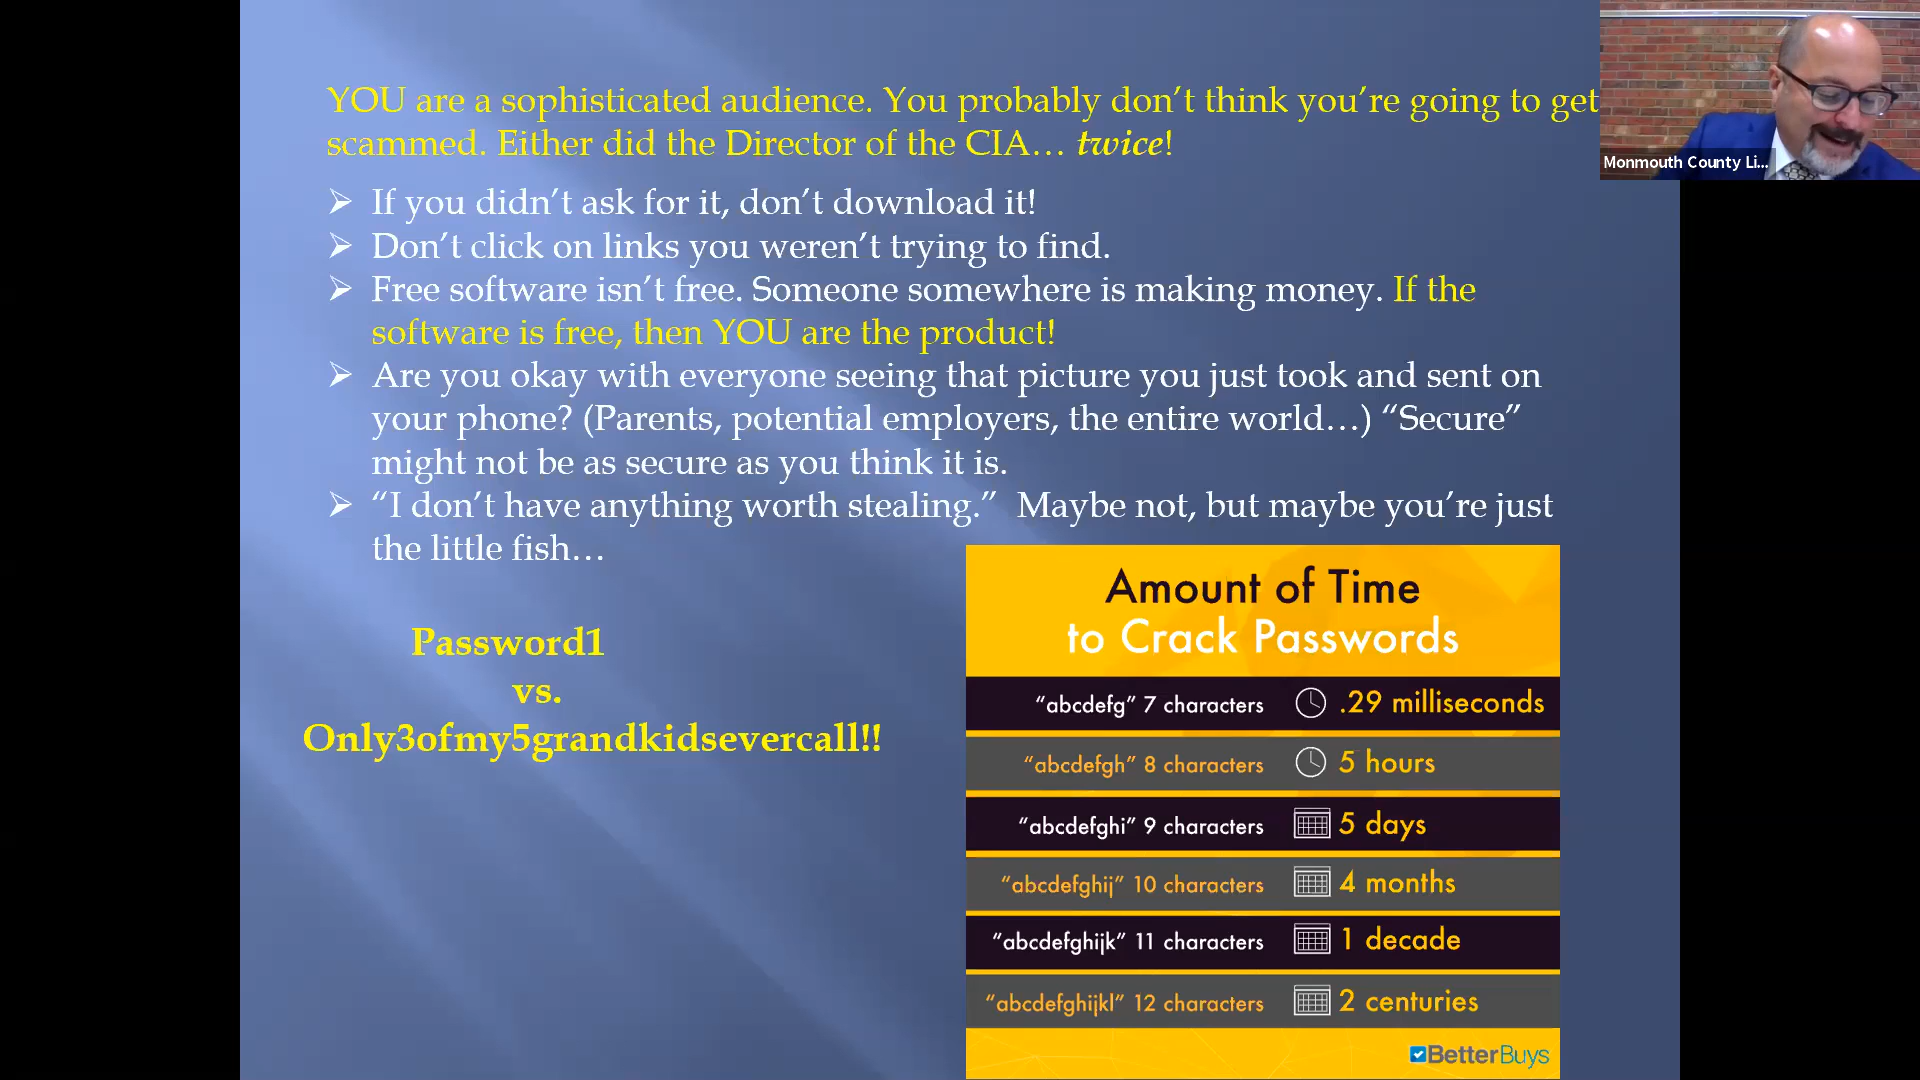 YOU are a sophisticated audience. You probably don’t think you’re going to get
scammed. Either did the Director of the CIA… twice!
Monmouth County Li...
➢ If you didn’t ask for it, don’t download it!
➢ Don’t click on links you weren’t trying to find.
➢ Free software isn’t free. Someone somewhere is making money. If the
software is free, then YOU are the product!
➢ Are you okay with everyone seeing that picture you just took and sent on
your phone? (Parents, potential employers, the entire world…) “Secure”
might not be as secure as you think it is.
➢ “I don’t have anything worth stealing.” Maybe not, but maybe you’re just
the little fish…
Password1
vs.
Only3ofmy5grandkidsevercall!!
Amount of Time
to Crack Passwords
“abcdefg” 7 characters .29 milliseconds
“abcdefgh” 8 characters 5 hours
“abcdefghi” 9 characters 5 days
“abcdefghij” 10 characters 4 months
“abcdefghijk” 11 characters 1 decade
“abcdefghijkl” 12 characters 2 centuries
BetterBuys